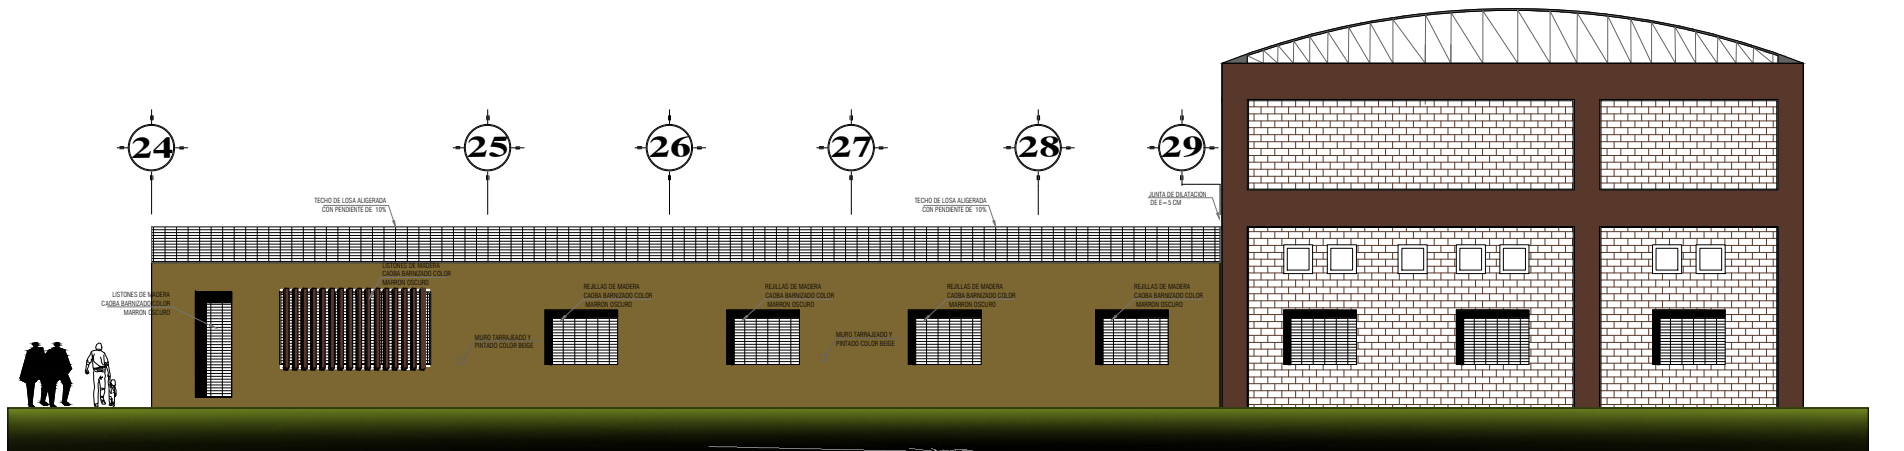 24
25
26
27
28
29
TECHO DE LOSA ALIGERADA
CON PENDIENTE DE 10%
TECHO DE LOSA ALIGERADA
CON PENDIENTE DE 10%
JUNTA DE DILATACION
DE E=5 CM
LISTONES DE MADERA
CAOBA BARNIZADO COLOR
MARRON OSCURO
LISTONES DE MADERA
CAOBA BARNIZADO COLOR
MARRON OSCURO
REJILLAS DE MADERA
CAOBA BARNIZADO COLOR
MARRON OSCURO
REJILLAS DE MADERA
CAOBA BARNIZADO COLOR
MARRON OSCURO
REJILLAS DE MADERA
CAOBA BARNIZADO COLOR
MARRON OSCURO
REJILLAS DE MADERA
CAOBA BARNIZADO COLOR
MARRON OSCURO
MURO TARRAJEADO Y
PINTADO COLOR BEIGE
MURO TARRAJEADO Y
PINTADO COLOR BEIGE